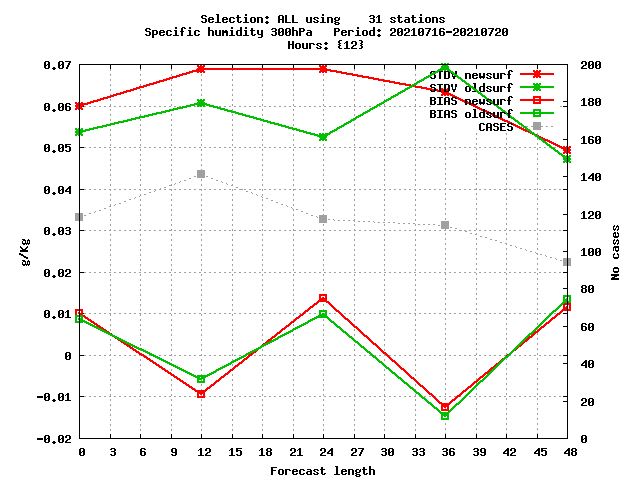 Selection: ALL using    31 stations
Specific humidity 300hPa   Period: 20210716-20210720
Hours: {12}
0.07
0.06
0.05
0.04
0.03
0.02
0.01
0
-0.01
-0.02
g/Kg
STDV newsurf
STDV oldsurf
BIAS newsurf
BIAS oldsurf
CASES
200
180
160
140
120
100
80
60
40
20
0
No cases
0 3 6 9 12 15 18 21 24 27 30 33 36 39 42 45 48
Forecast length